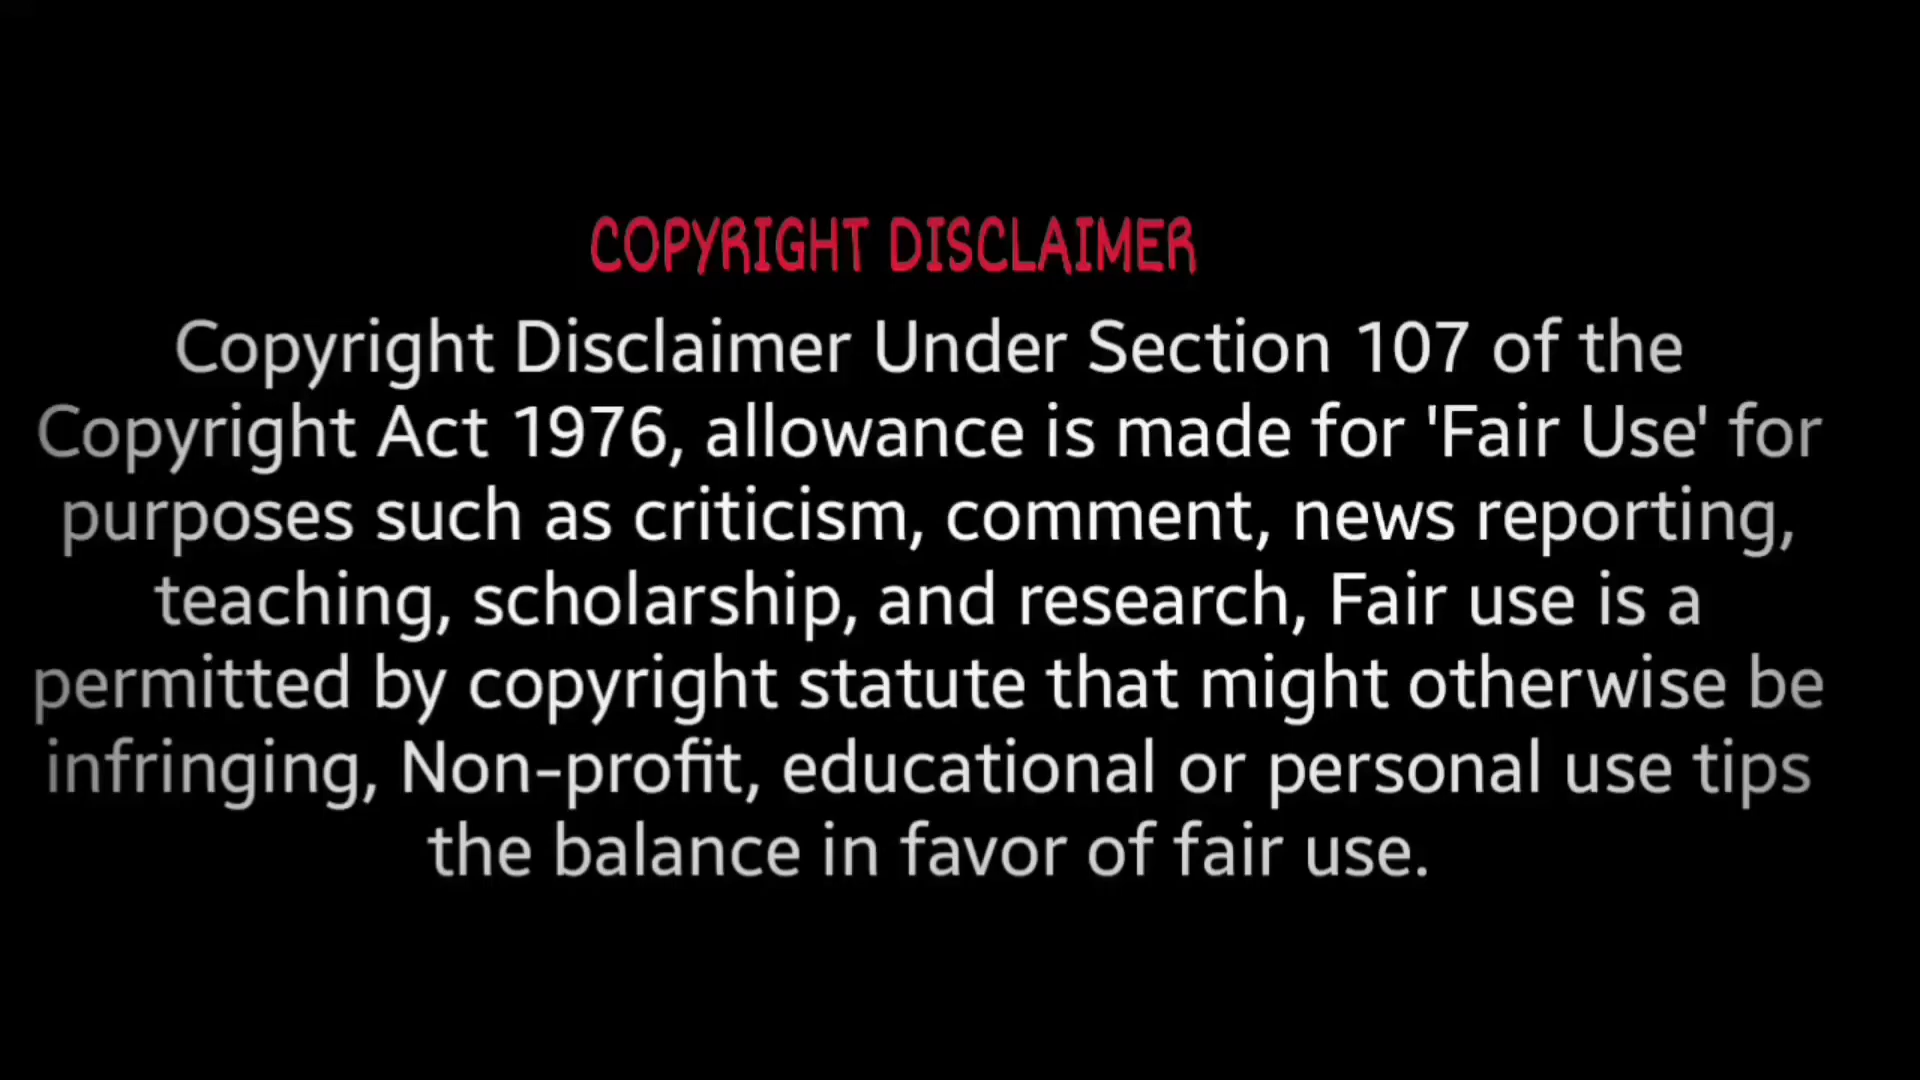 COPYRIGHT DISCLAIMER
Copyright Disclaimer Under Section 107 of the
Copyright Act 1976, allowance is made for 'Fair Use' for
purposes such as criticism, comment, news reporting,
teaching, scholarship, and research, Fair use is a
permitted by copyright statute that might otherwise be
infringing, Non-profit, educational or personal use tips
the balance in favor of fair use.